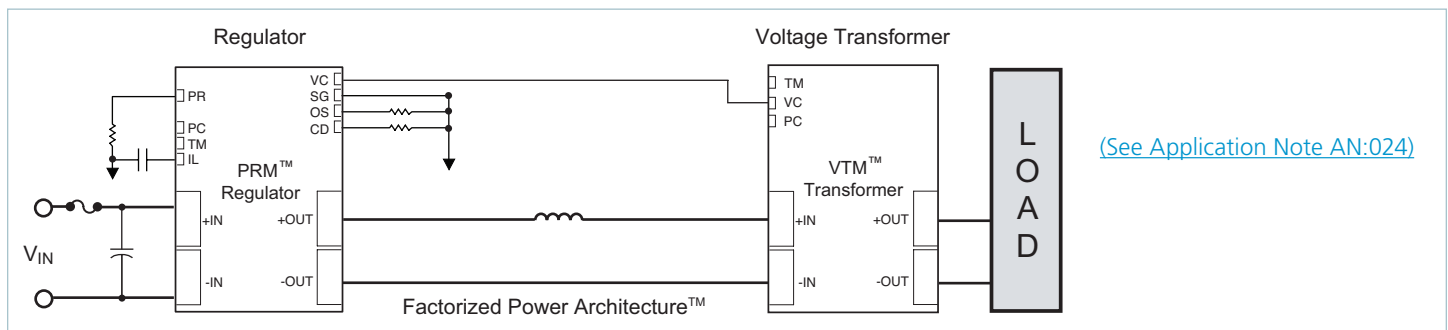 Regulator
Voltage Transformer
PR
PC
TM
IL
VC
SG
OS
CD
PRM™
Regulator
+IN
-IN
+OUT
-OUT
VIN
Factorized Power Architecture™
TM
VC
PC
VTM™
Transformer
+IN
-IN
+OUT
-OUT
LOAD
(See Application Note AN:024)